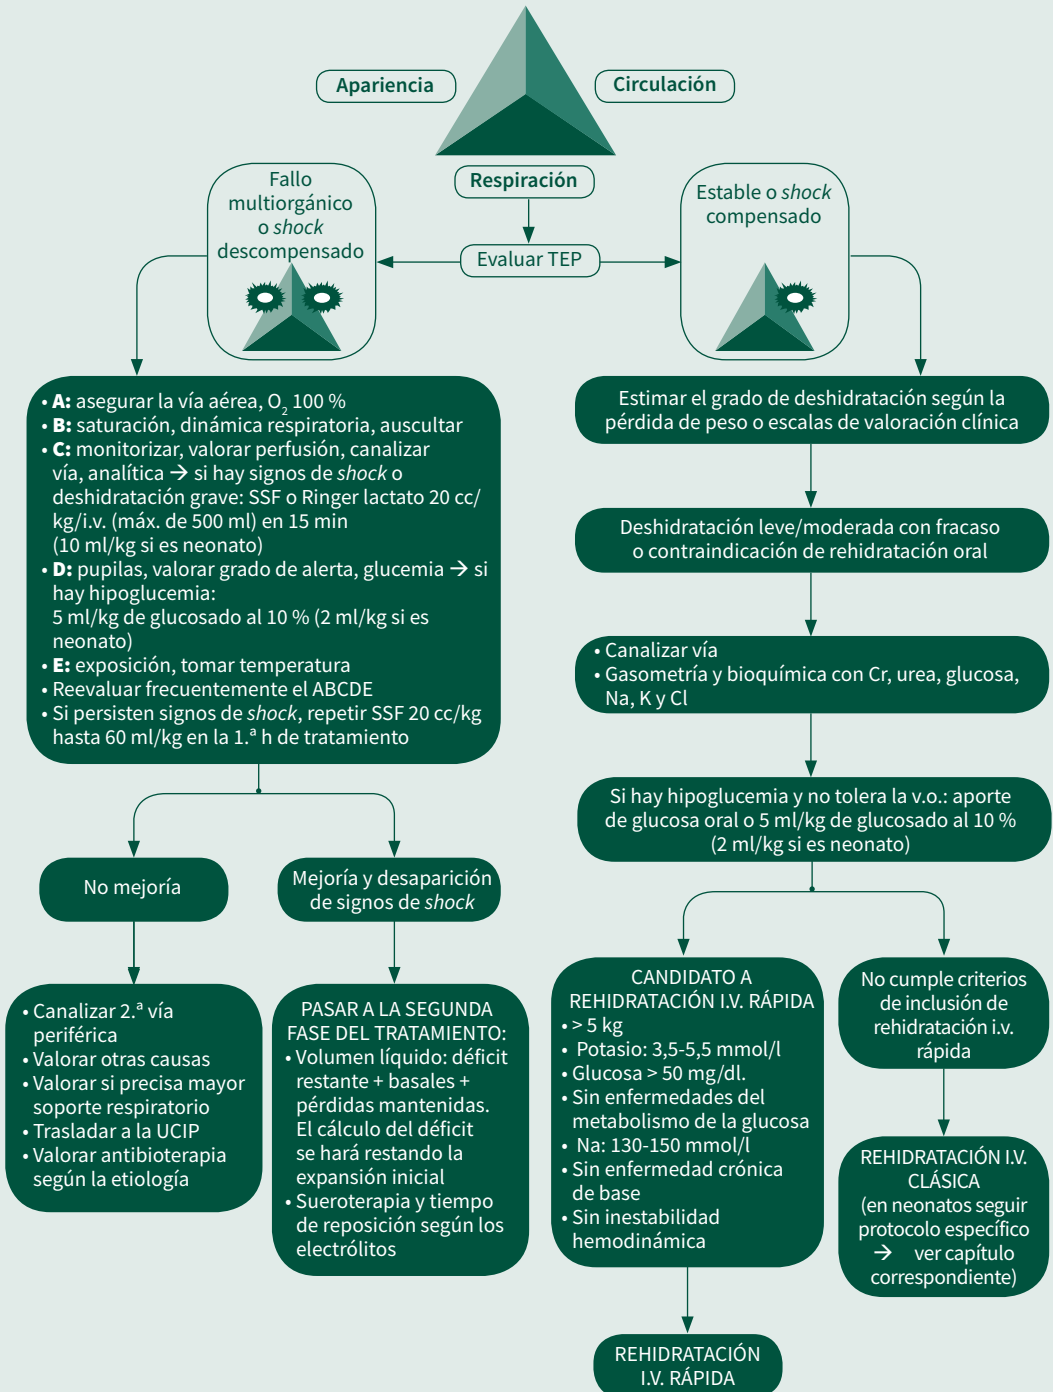 Apariencia
Circulación
Respiración
Evaluar TEP
Fallo
multiorgánico
o shock
descompensado
Estable o shock
compensado
• A: asegurar la vía aérea, O2 100 %
• B: saturación, dinámica respiratoria, auscultar
• C: monitorizar, valorar perfusión, canalizar
vía, analítica → si hay signos de shock o
deshidratación grave: SSF o Ringer lactato 20 cc/
kg/i.v. (máx. de 500 ml) en 15 min
(10 ml/kg si es neonato)
• D: pupilas, valorar grado de alerta, glucemia → si
hay hipoglucemia:
5 ml/kg de glucosado al 10 % (2 ml/kg si es
neonato)
• E: exposición, tomar temperatura
• Reevaluar frecuentemente el ABCDE
• Si persisten signos de shock, repetir SSF 20 cc/kg
hasta 60 ml/kg en la 1.ª h de tratamiento
No mejoría
Mejoría y desaparición
de signos de shock
• Canalizar 2.ª vía
periférica
• Valorar otras causas
• Valorar si precisa mayor
soporte respiratorio
• Trasladar a la UCIP
• Valorar antibioterapia
según la etiología
PASAR A LA SEGUNDA
FASE DEL TRATAMIENTO:
• Volumen líquido: déficit
restante + basales +
pérdidas mantenidas.
El cálculo del déficit
se hará restando la
expansión inicial
• Sueroterapia y tiempo
de reposición según los
electrólitos
Estimar el grado de deshidratación según la
pérdida de peso o escalas de valoración clínica
Deshidratación leve/moderada con fracaso
o contraindicación de rehidratación oral
• Canalizar vía
• Gasometría y bioquímica con Cr, urea, glucosa,
Na, K y Cl
Si hay hipoglucemia y no tolera la v.o.: aporte
de glucosa oral o 5 ml/kg de glucosado al 10 %
(2 ml/kg si es neonato)
CANDIDATO A
REHIDRATACIÓN I.V. RÁPIDA
• > 5 kg
• Potasio: 3,5-5,5 mmol/l
• Glucosa > 50 mg/dl.
• Sin enfermedades del
metabolismo de la glucosa
• Na: 130-150 mmol/l
• Sin enfermedad crónica
de base
• Sin inestabilidad
hemodinámica
REHIDRATACIÓN
I.V. RÁPIDA
No cumple criterios
de inclusión de
rehidratación i.v.
rápida
REHIDRATACIÓN I.V.
CLÁSICA
(en neonatos seguir
protocolo específico
→ ver capítulo
correspondiente)